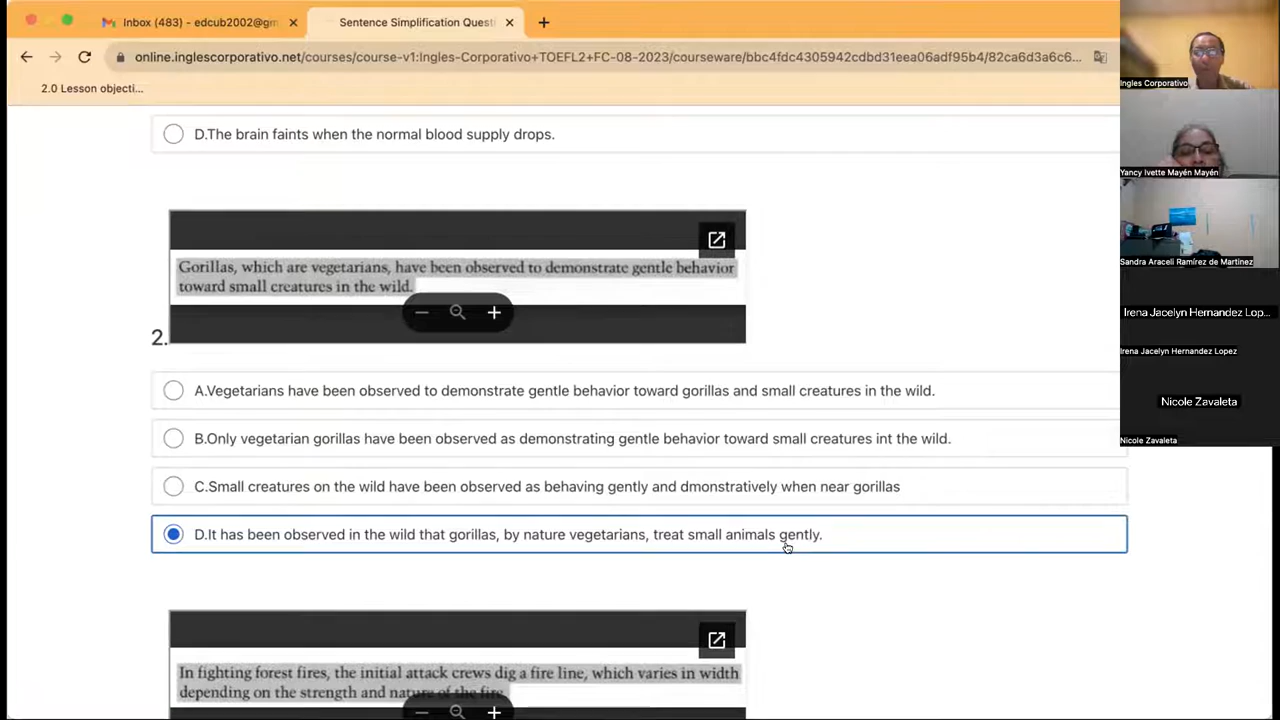 Inbox (483) - edcub2002@gm
Sentence Simplification Questi
online.inglescorporativo.net/courses/course-v1:Ingles-Corporativo+TOEFL2+FC-08-2023/courseware/bbc4fdc4305942cdbd31eea06adf95b4/82ca6d3a6c6...
2.0 Lesson objecti...
D.The brain faints when the normal blood supply drops.
Gorillas, which are vegetarians, have been observed to demonstrate gentle behavior
toward small creatures in the wild.
2.
A.Vegetarians have been observed to demonstrate gentle behavior toward gorillas and small creatures in the wild.
B.Only vegetarian gorillas have been observed as demonstrating gentle behavior toward small creatures int the wild.
C.Small creatures on the wild have been observed as behaving gently and dmonstratively when near gorillas
D.It has been observed in the wild that gorillas, by nature vegetarians, treat small animals gently.
In fighting forest fires, the initial attack crews dig a fire line, which varies in width
depending on the strength and nature of the fire.
Ingles Corporativo
Yancy Ivette Mayén Mayén
Sandra Araceli Ramírez de Martinez
Irena Jacelyn Hernandez Lop...
Irena Jacelyn Hernandez Lopez
Nicole Zavaleta
Nicole Zavaleta